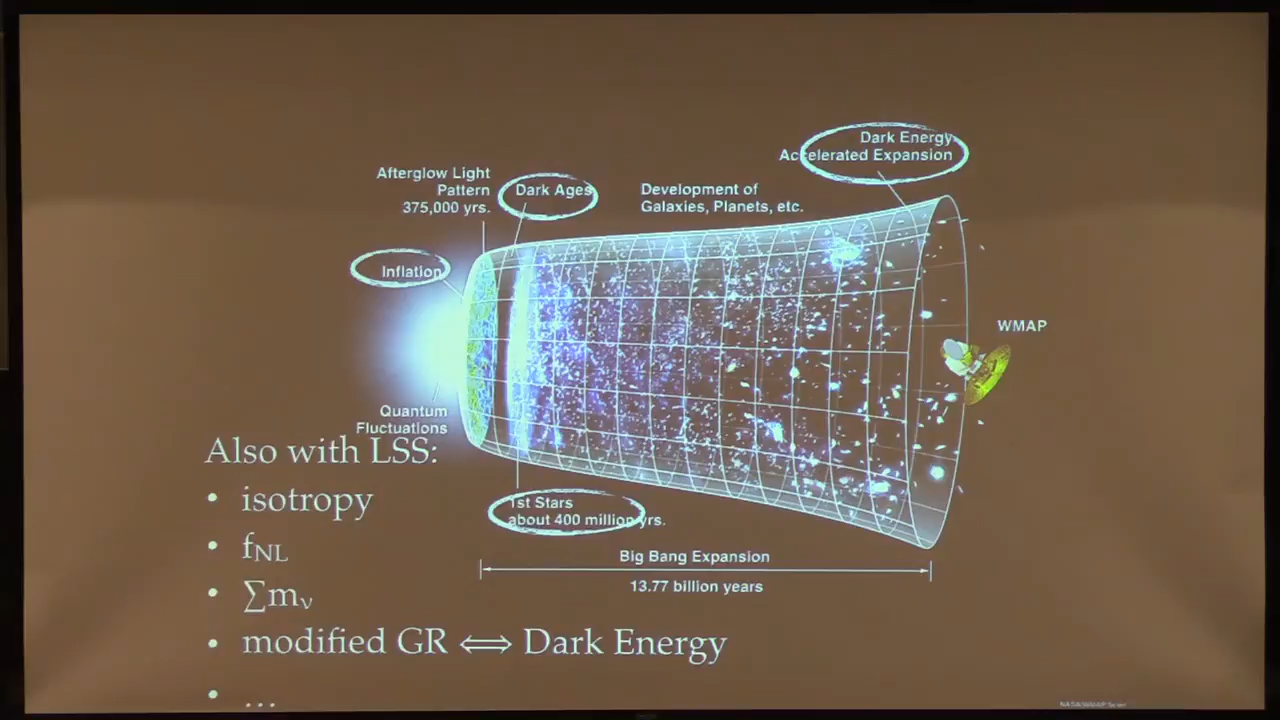 Dark Energy
Accelerated Expansion
Afterglow Light
Pattern
375,000 yrs.
Dark Ages
Development of
Galaxies, Planets, etc.
Inflation
WMAP
Quantum
Fluctuations
Also with LSS:
• isotropy
• fNL
• ∑mν
• modified GR ⟺ Dark Energy
• ...
1st Stars
about 400 million yrs.
Big Bang Expansion
13.77 billion years